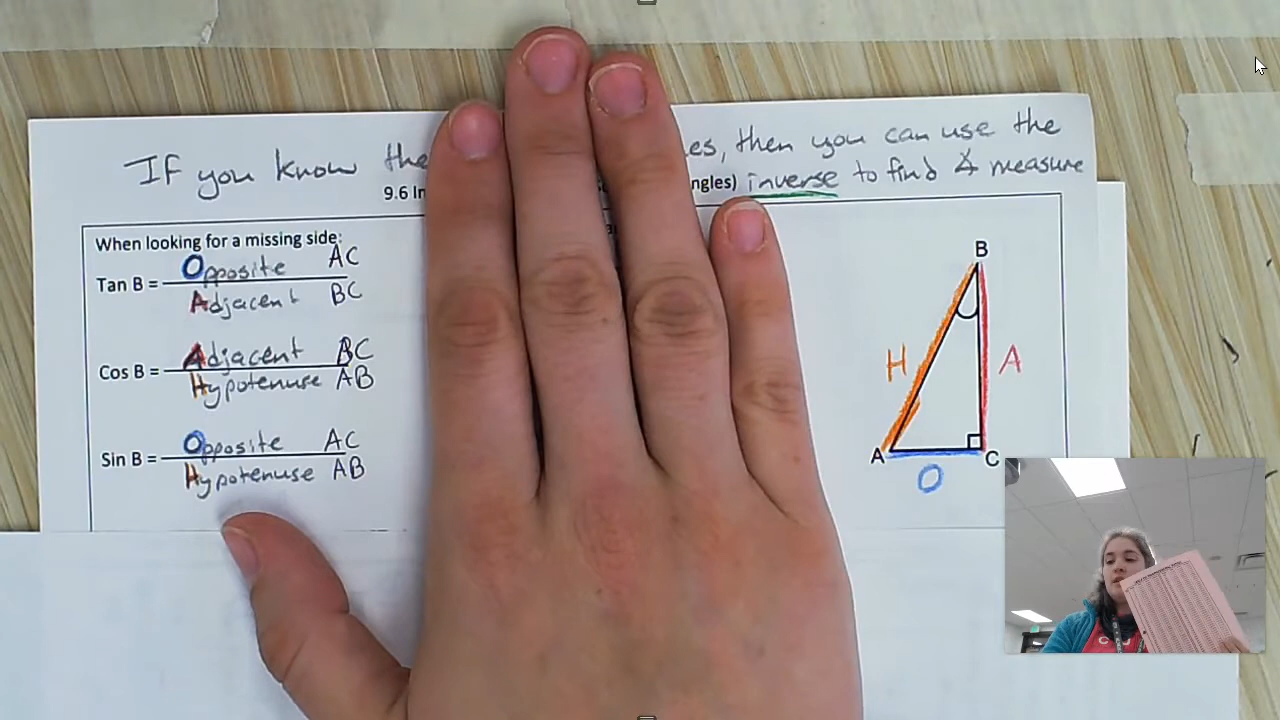 If you know the es, then you can use the
9.6 In ngles) inverse to find ∡ measure
When looking for a missing side:
Tan B = Opposite AC
Adjacent BC
Cos B = Adjacent BC
Hypotenuse AB
Sin B = Opposite AC
Hypotenuse AB
B
H
A
A
C
O